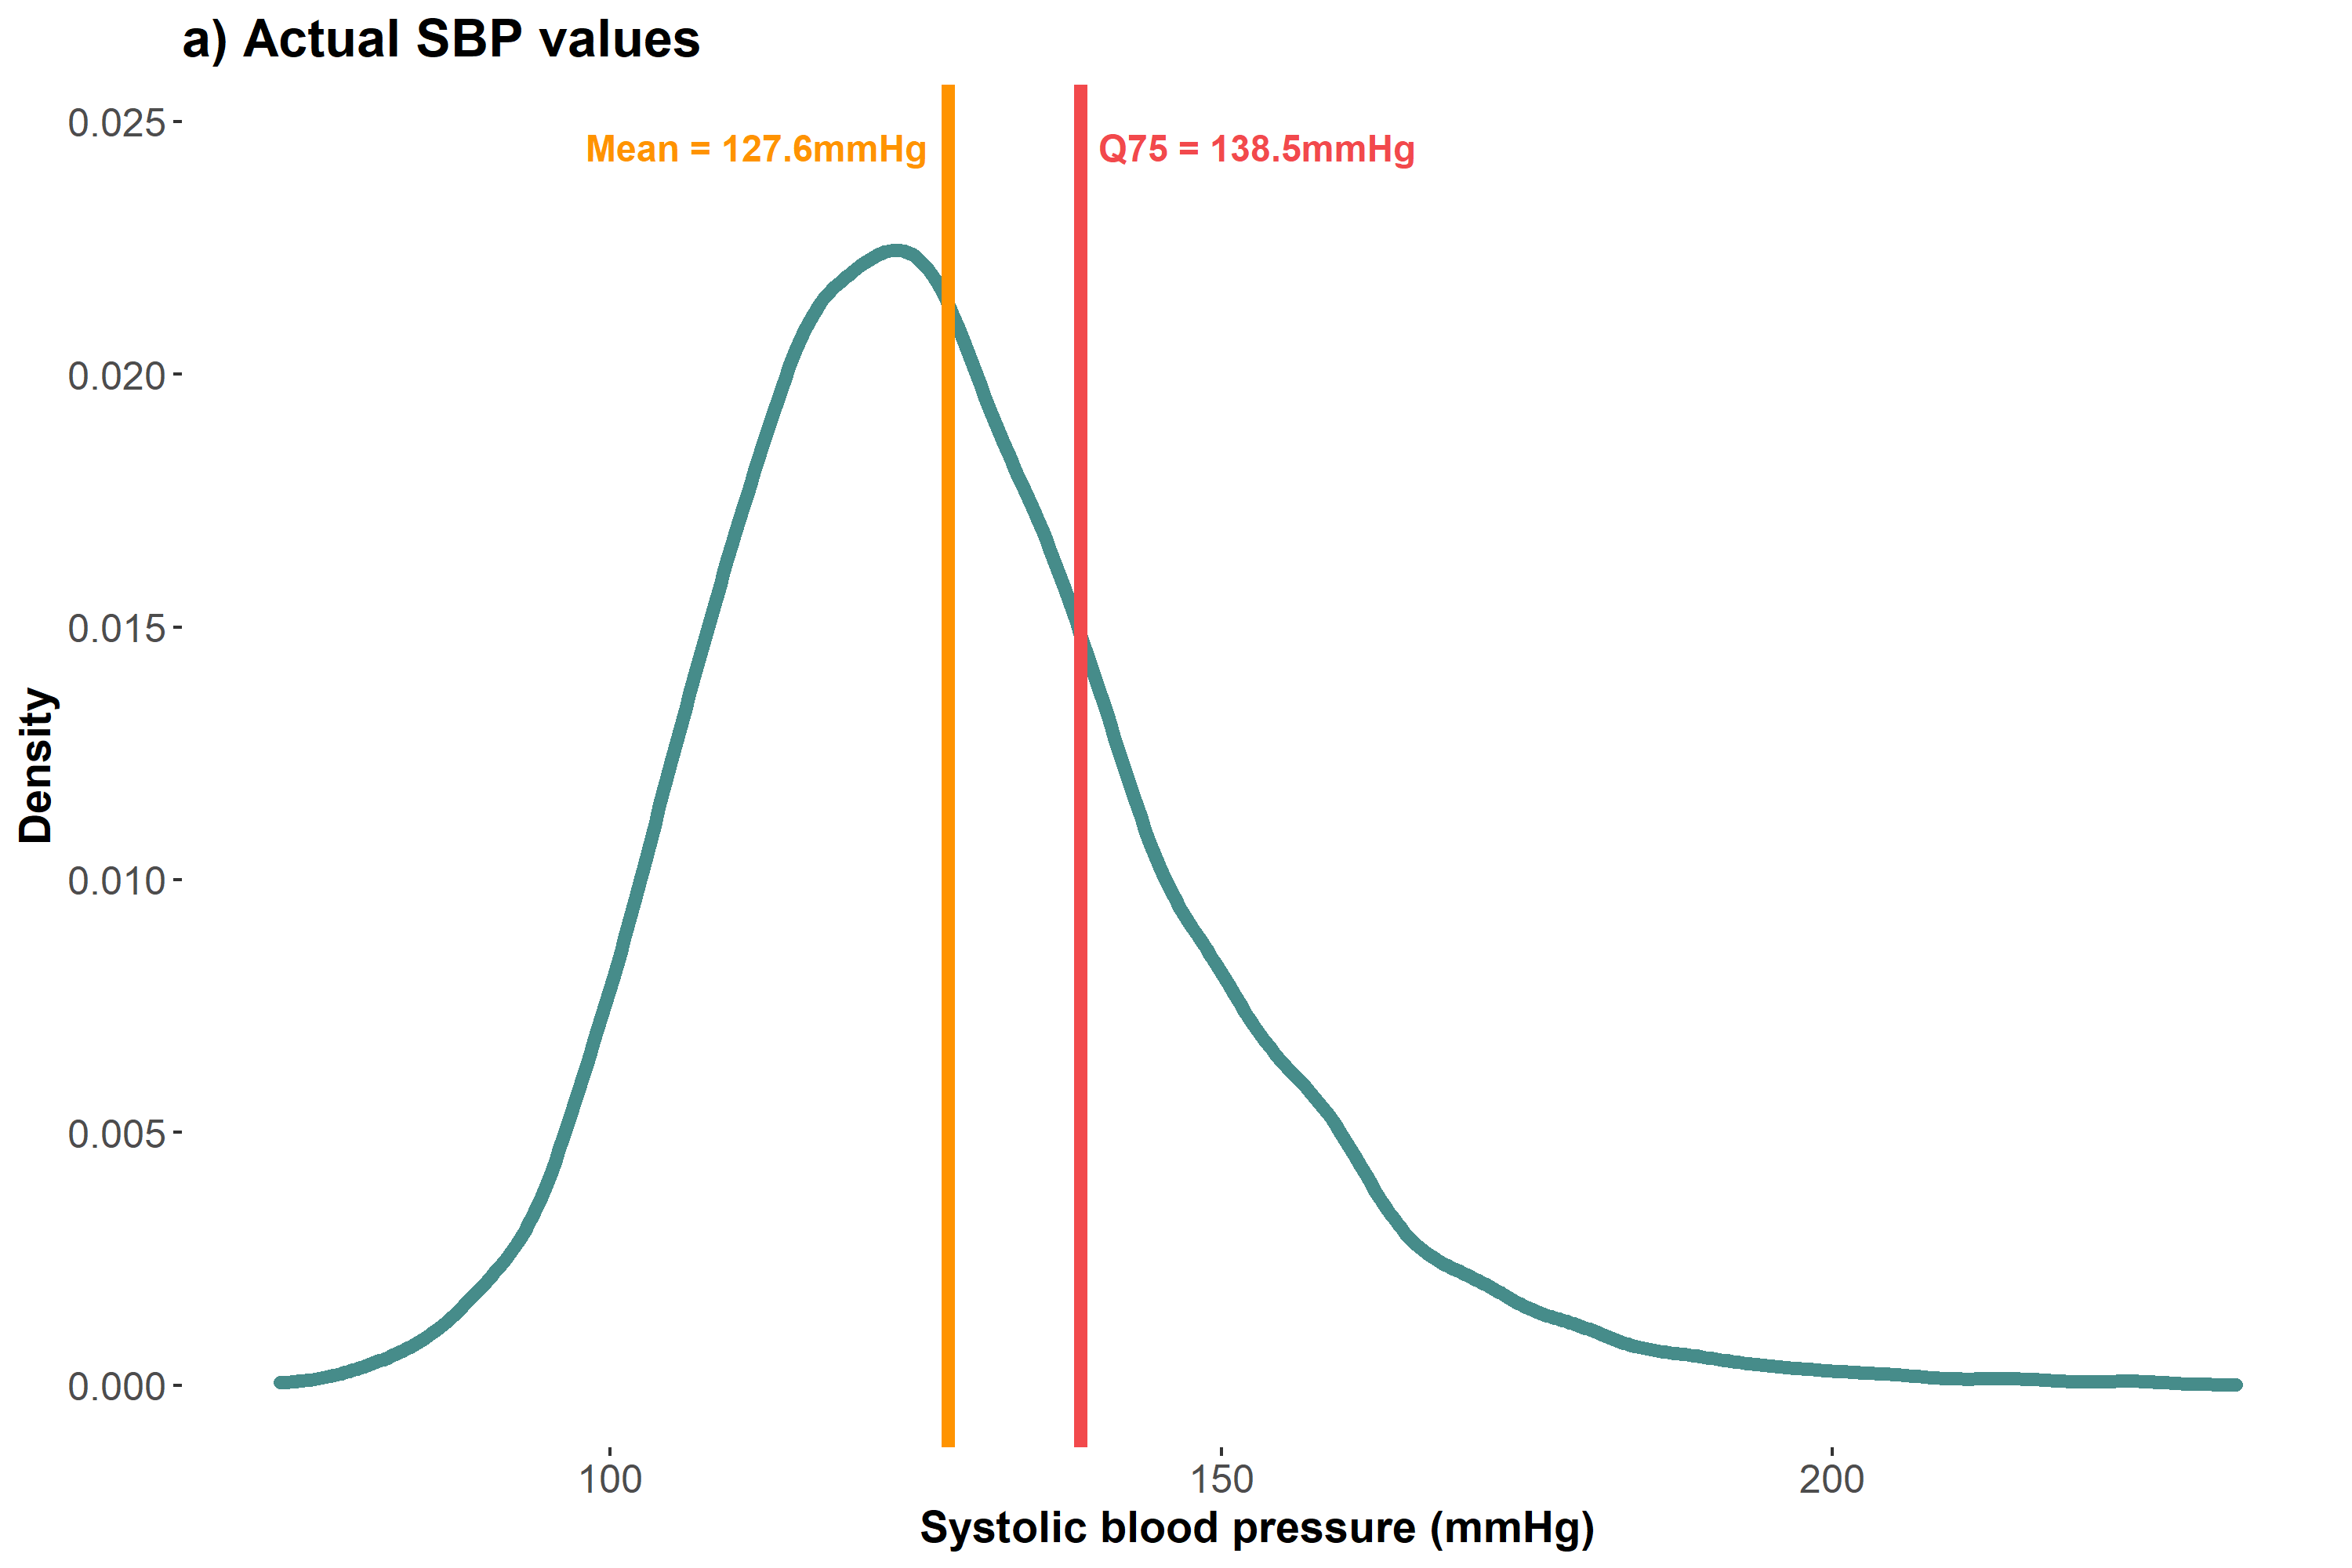 a) Actual SBP values
Mean = 127.6mmHg
Q75 = 138.5mmHg
0.025
0.020
0.015
0.010
0.005
0.000
Density
100
150
200
Systolic blood pressure (mmHg)